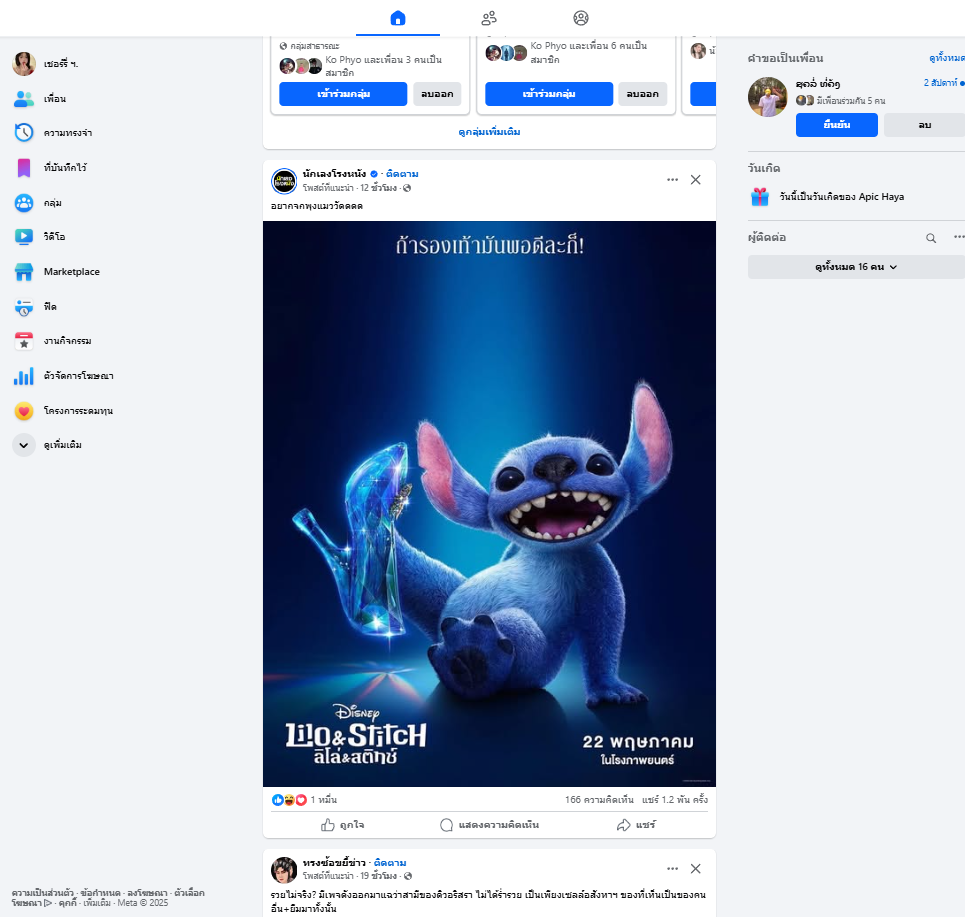 เชอร์รี่ ฯ.
เพื่อน
ความทรงจำ
ที่บันทึกไว้
กลุ่ม
วิดีโอ
Marketplace
ฟีด
งานกิจกรรม
ตัวจัดการโฆษณา
โครงการระดมทุน
ดูเพิ่มเติม
ความเป็นส่วนตัว · ข้อกำหนด · ลงโฆษณา · ตัวเลือก
โฆษณา · คุกกี้ · เพิ่มเติม · Meta © 2025
กลุ่มสาธารณะ
Ko Phyo และเพื่อน 3 คนเป็น
สมาชิก
เข้าร่วมกลุ่ม ลบออก
Ko Phyo และเพื่อน 6 คนเป็น
สมาชิก
เข้าร่วมกลุ่ม ลบออก
ดูกลุ่มเพิ่มเติม
นักเลงโรงหนัง · ติดตาม
โพสต์ที่แนะนำ · 12 ชั่วโมง ·
อยากจกพุงแมววัดดดด
ถ้ารองเท้ามันพอดีละก็!
DISNEY
LILO & STITCH
ลีโล่&สติทช์
22 พฤษภาคม
ในโรงภาพยนตร์
1 หมื่น
166 ความคิดเห็น แชร์ 1.2 พัน ครั้ง
ถูกใจ แสดงความคิดเห็น แชร์
ทรงซ้อขยี้ข่าว · ติดตาม
โพสต์ที่แนะนำ · 19 ชั่วโมง ·
รวยไม่จริง? มีเพจดังออกมาแฉว่าสามีของดิวอริสรา ไม่ได้ร่ำรวย เป็นเพียงเซลล์อสังหาฯ ของที่เห็นเป็นของคน
อื่น+ยืมมาทั้งนั้น
คำขอเป็นเพื่อน ดูทั้งหมด
2 สัปดาห์
มีเพื่อนร่วมกัน 5 คน
ยืนยัน ลบ
วันเกิด
วันนี้เป็นวันเกิดของ Apic Haya
ผู้ติดต่อ
ดูทั้งหมด 16 คน